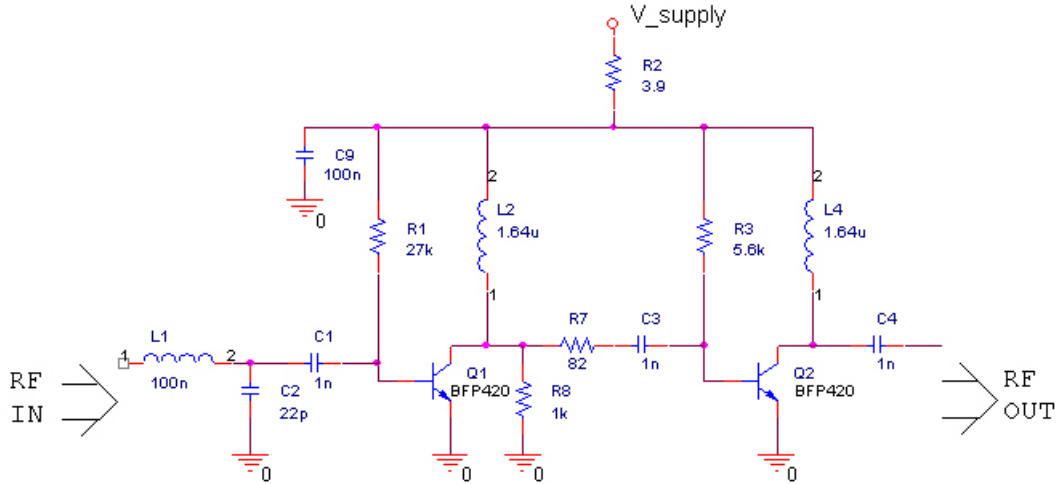 V_supply
R2
3.9
C9
100n
0
R1
27k
2
L2
1.64u
1
R3
5.6k
2
L4
1.64u
1
RF
IN
1
L1
2
100n
C1
1n
C2
22p
0
Q1
BFP420
0
R7
82
C3
1n
R8
1k
0
Q2
BFP420
0
C4
1n
RF
OUT